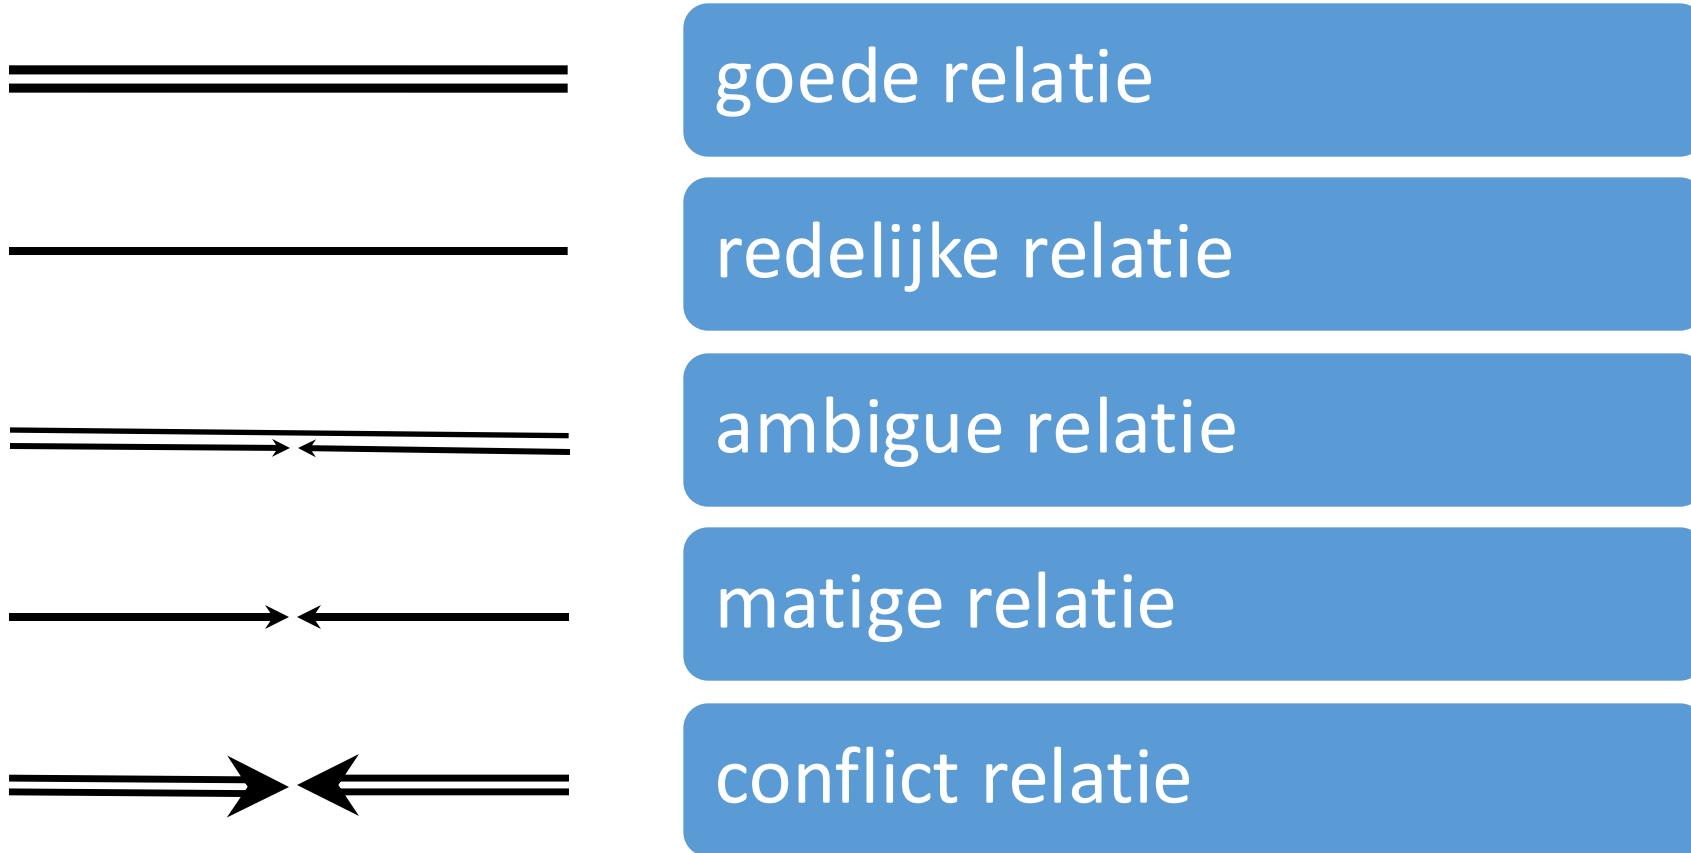 goede relatie
redelijke relatie
ambigue relatie
matige relatie
conflict relatie